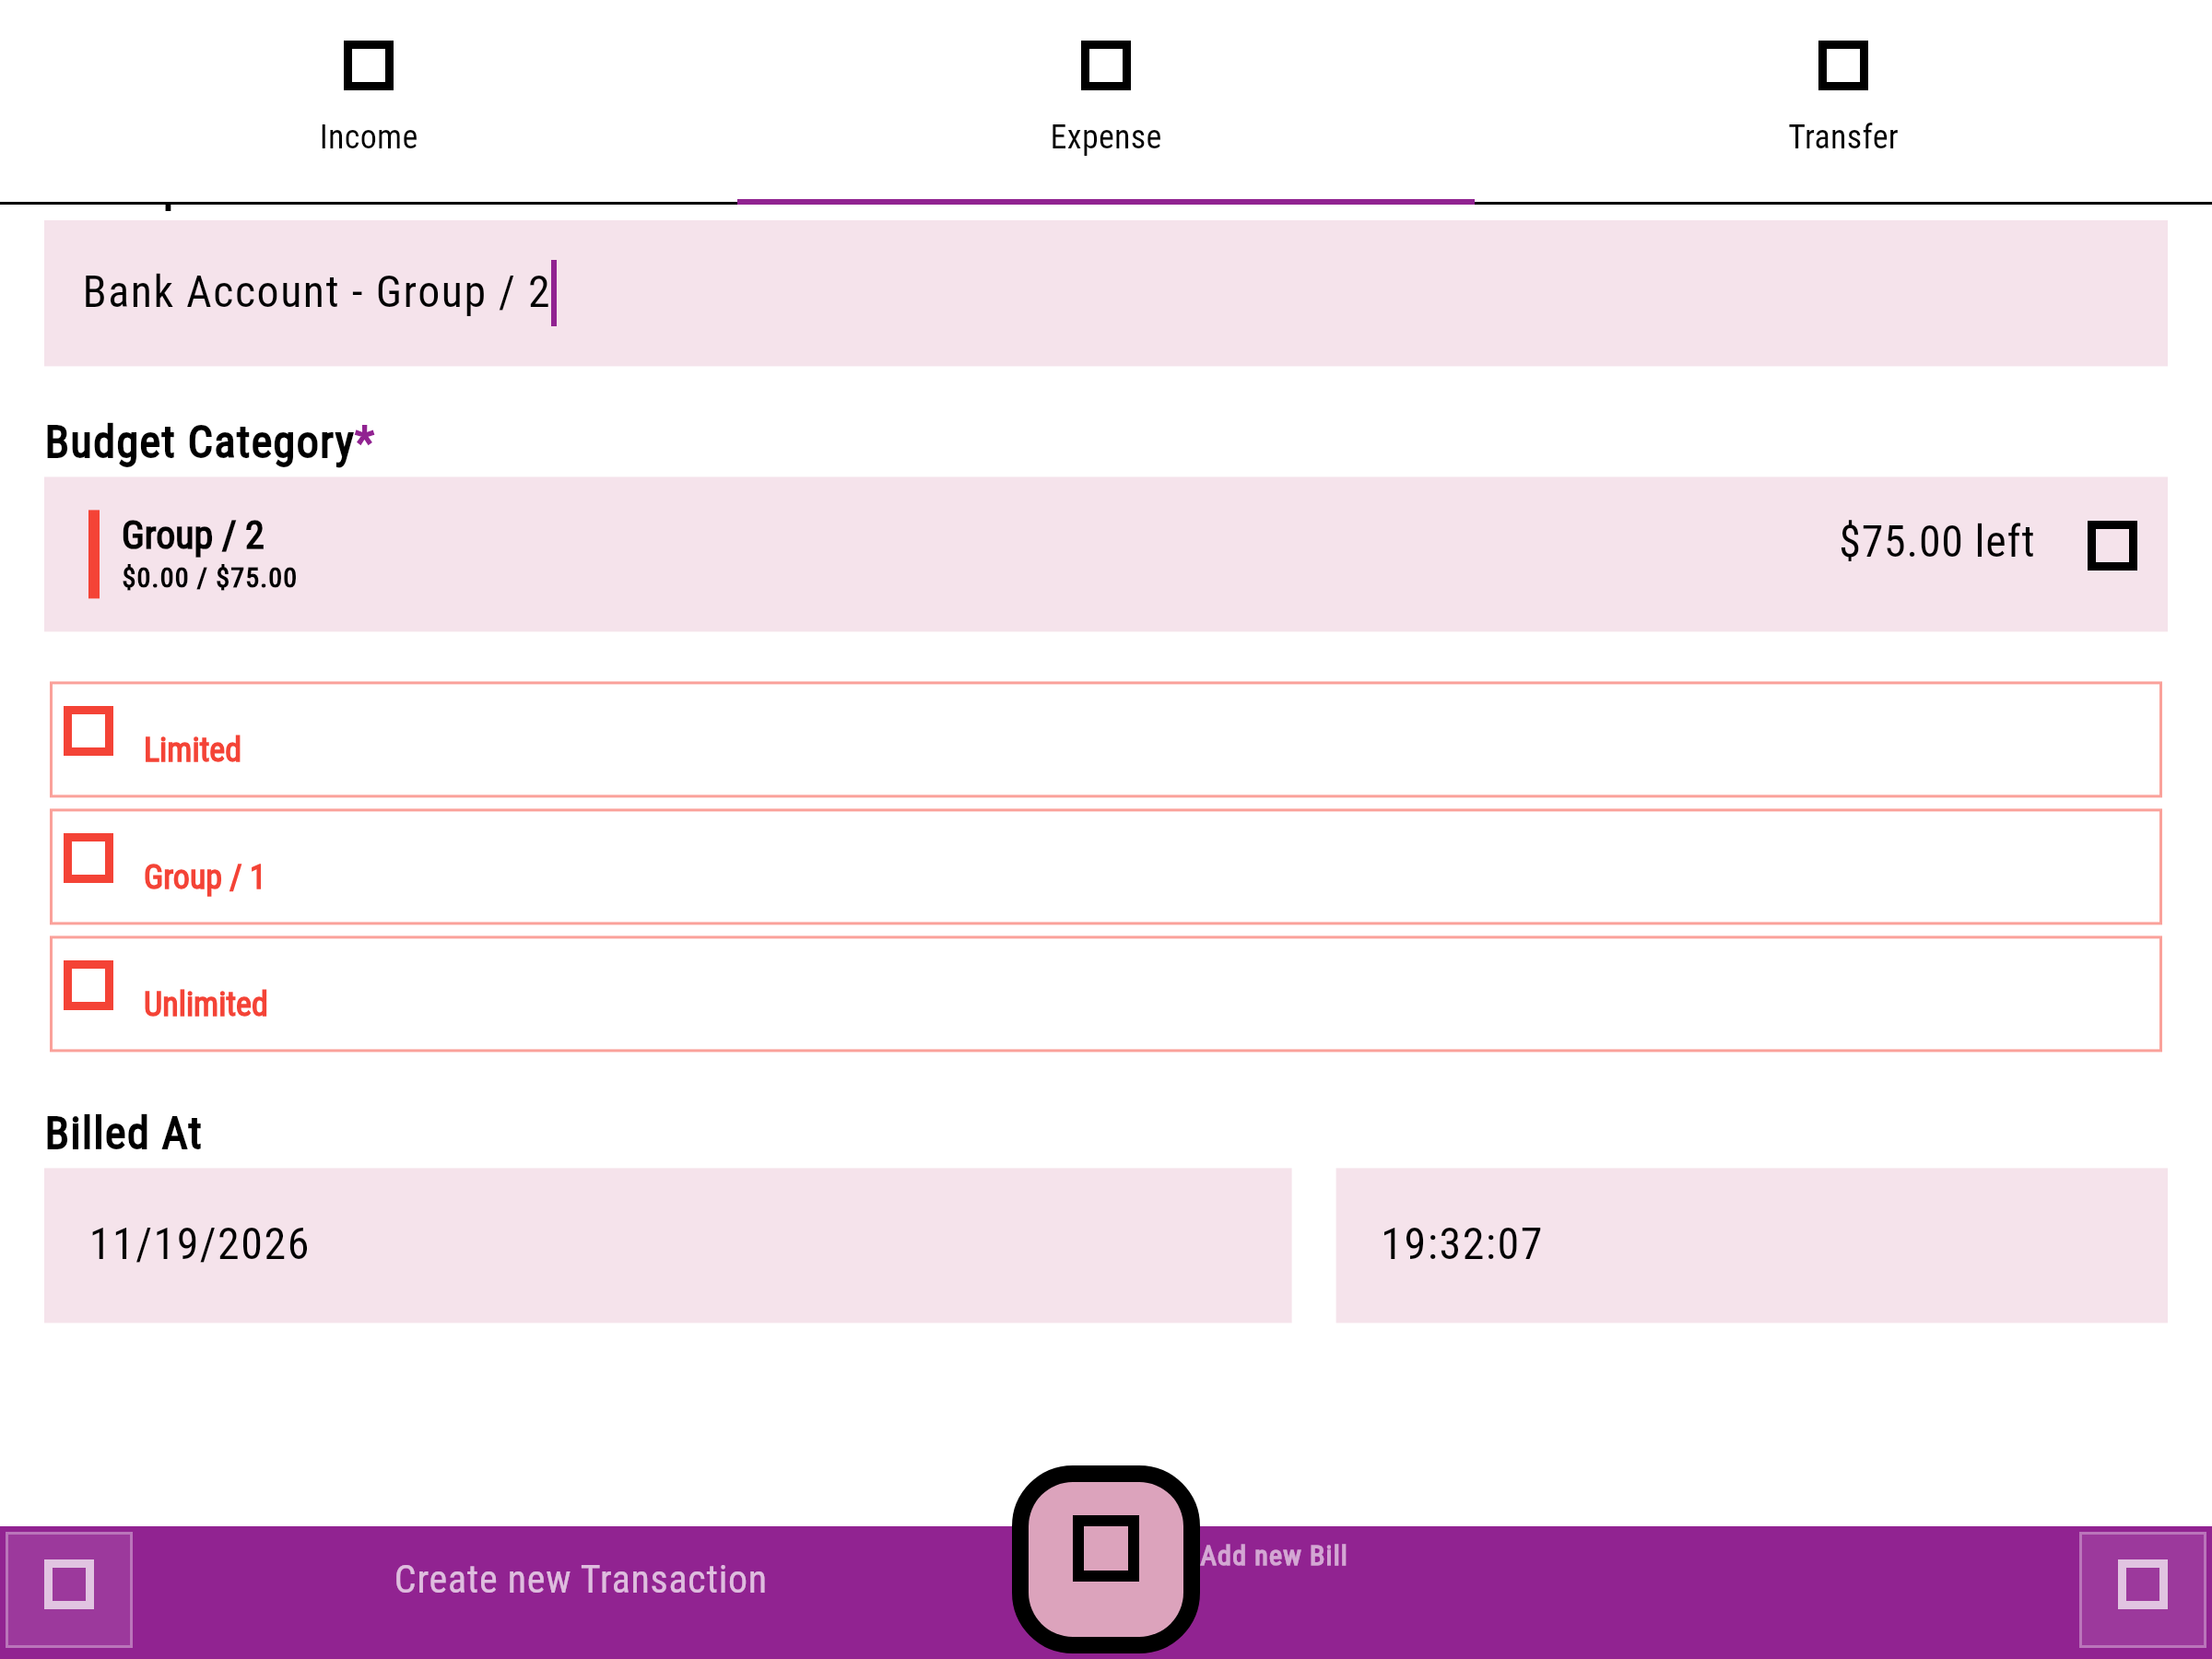 Income
Expense
Transfer
Bank Account - Group / 2
Budget Category*
Group / 2
$0.00 / $75.00
$75.00 left
Limited
Group / 1
Unlimited
Billed At
11/19/2026
19:32:07
Create new Transaction
Add new Bill